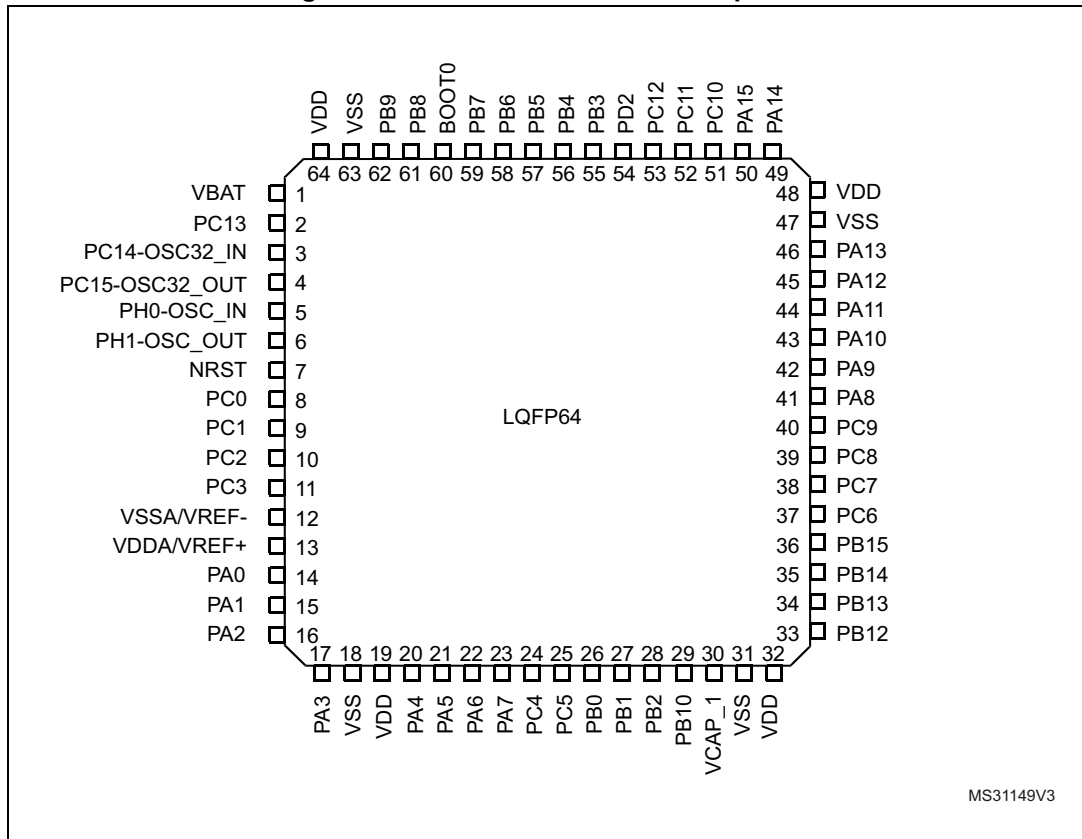 VDD
VSS
PB9
PB8
BOOT0
PB7
PB6
PB5
PB4
PB3
PD2
PC12
PC11
PC10
PA15
PA14
64 63 62 61 60 59 58 57 56 55 54 53 52 51 50 49
VBAT 1
PC13 2
PC14-OSC32_IN 3
PC15-OSC32_OUT 4
PH0-OSC_IN 5
PH1-OSC_OUT 6
NRST 7
PC0 8
PC1 9
PC2 10
PC3 11
VSSA/VREF- 12
VDDA/VREF+ 13
PA0 14
PA1 15
PA2 16
LQFP64
48 VDD
47 VSS
46 PA13
45 PA12
44 PA11
43 PA10
42 PA9
41 PA8
40 PC9
39 PC8
38 PC7
37 PC6
36 PB15
35 PB14
34 PB13
33 PB12
17 18 19 20 21 22 23 24 25 26 27 28 29 30 31 32
PA3
VSS
VDD
PA4
PA5
PA6
PA7
PC4
PC5
PB0
PB1
PB2
PB10
VCAP_1
VSS
VDD
MS31149V3